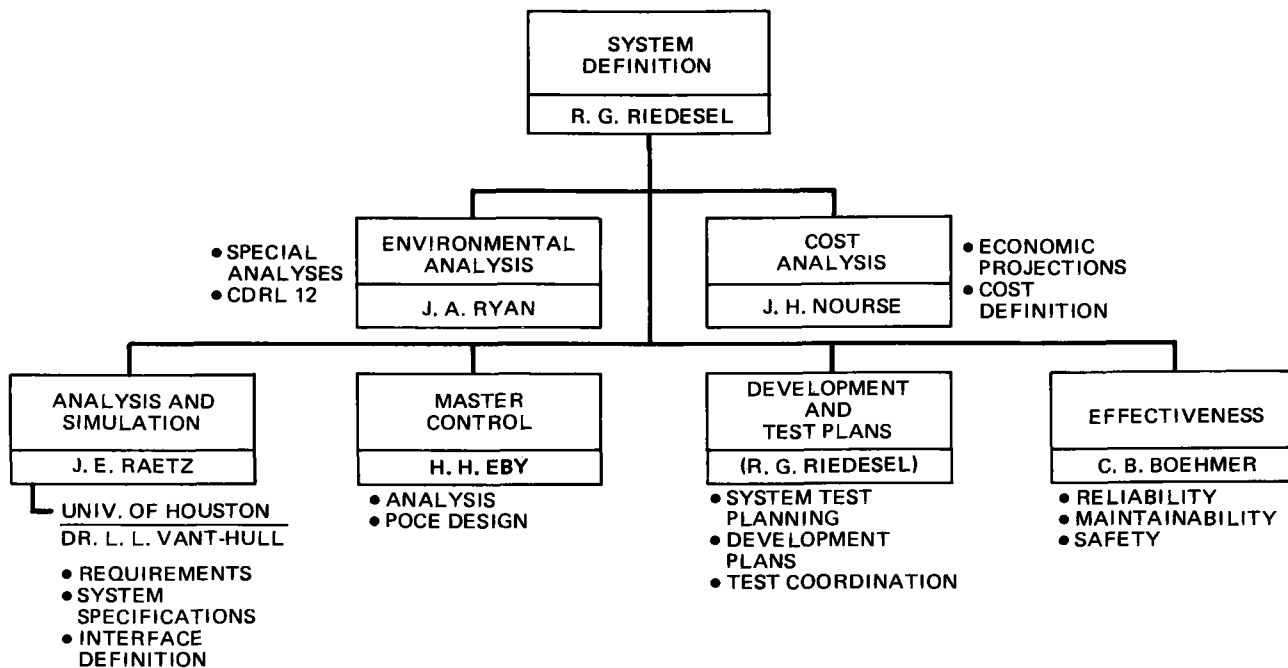 SYSTEM
DEFINITION
R. G. RIEDESEL
● SPECIAL
ANALYSES
● CDRL 12
ENVIRONMENTAL
ANALYSIS
J. A. RYAN
COST
ANALYSIS
J. H. NOURSE
● ECONOMIC
PROJECTIONS
● COST
DEFINITION
ANALYSIS AND
SIMULATION
J. E. RAETZ
UNIV. OF HOUSTON
DR. L. L. VANT-HULL
● REQUIREMENTS
● SYSTEM
SPECIFICATIONS
● INTERFACE
DEFINITION
MASTER
CONTROL
H. H. EBY
● ANALYSIS
● POCE DESIGN
DEVELOPMENT
AND
TEST PLANS
(R. G. RIEDESEL)
● SYSTEM TEST
PLANNING
● DEVELOPMENT
PLANS
● TEST COORDINATION
EFFECTIVENESS
C. B. BOEHMER
● RELIABILITY
● MAINTAINABILITY
● SAFETY